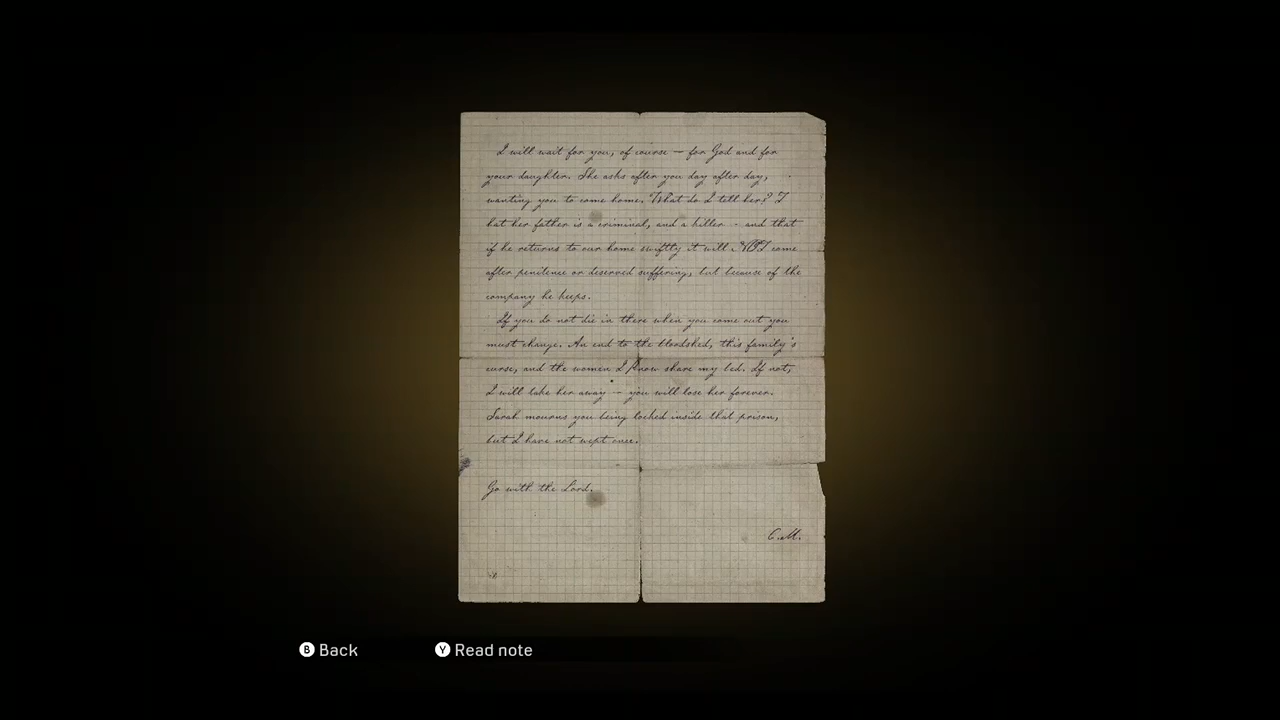 I will wait for you, of course — for God and for
your daughter. She asks after you day after day,
wanting you to come home. What do I tell her? T
hat her father is a criminal, and a killer - and that
if he returns to our home swiftly it will NOT come
after penitence or deserved suffering, but because of the
company he keeps.
If you do not die in there when you come out you
must change. An end to the bloodshed, this family's
curse, and the women I know share my bed. If not,
I will take her away — you will lose her forever.
Sarah mourns you being locked inside that prison,
but I have not wept once.
Go with the Lord.
C.M.
B Back
Y Read note